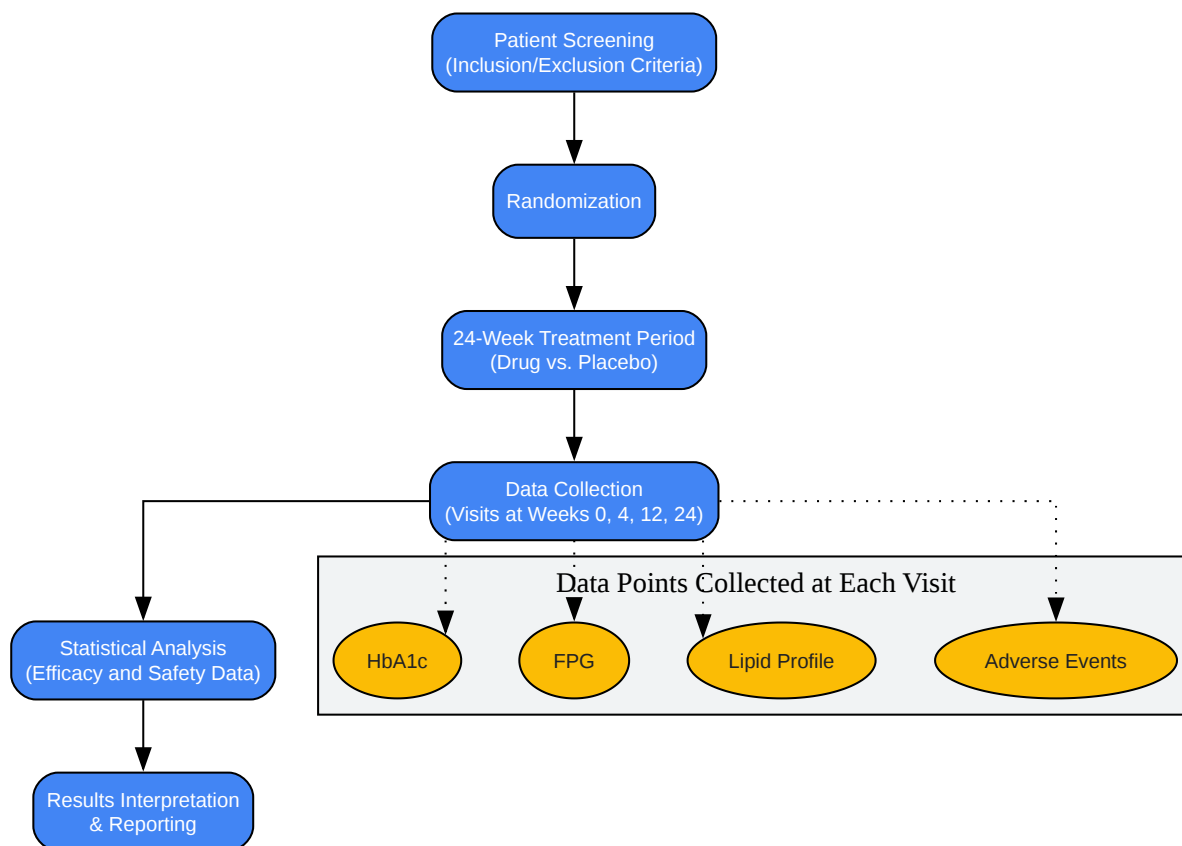 Patient Screening
(Inclusion/Exclusion Criteria)
Randomization
24-Week Treatment Period
(Drug vs. Placebo)
Data Collection
(Visits at Weeks 0, 4, 12, 24)
Data Points Collected at Each Visit
HbA1c
FPG
Lipid Profile
Adverse Events
Statistical Analysis
(Efficacy and Safety Data)
Results Interpretation
& Reporting